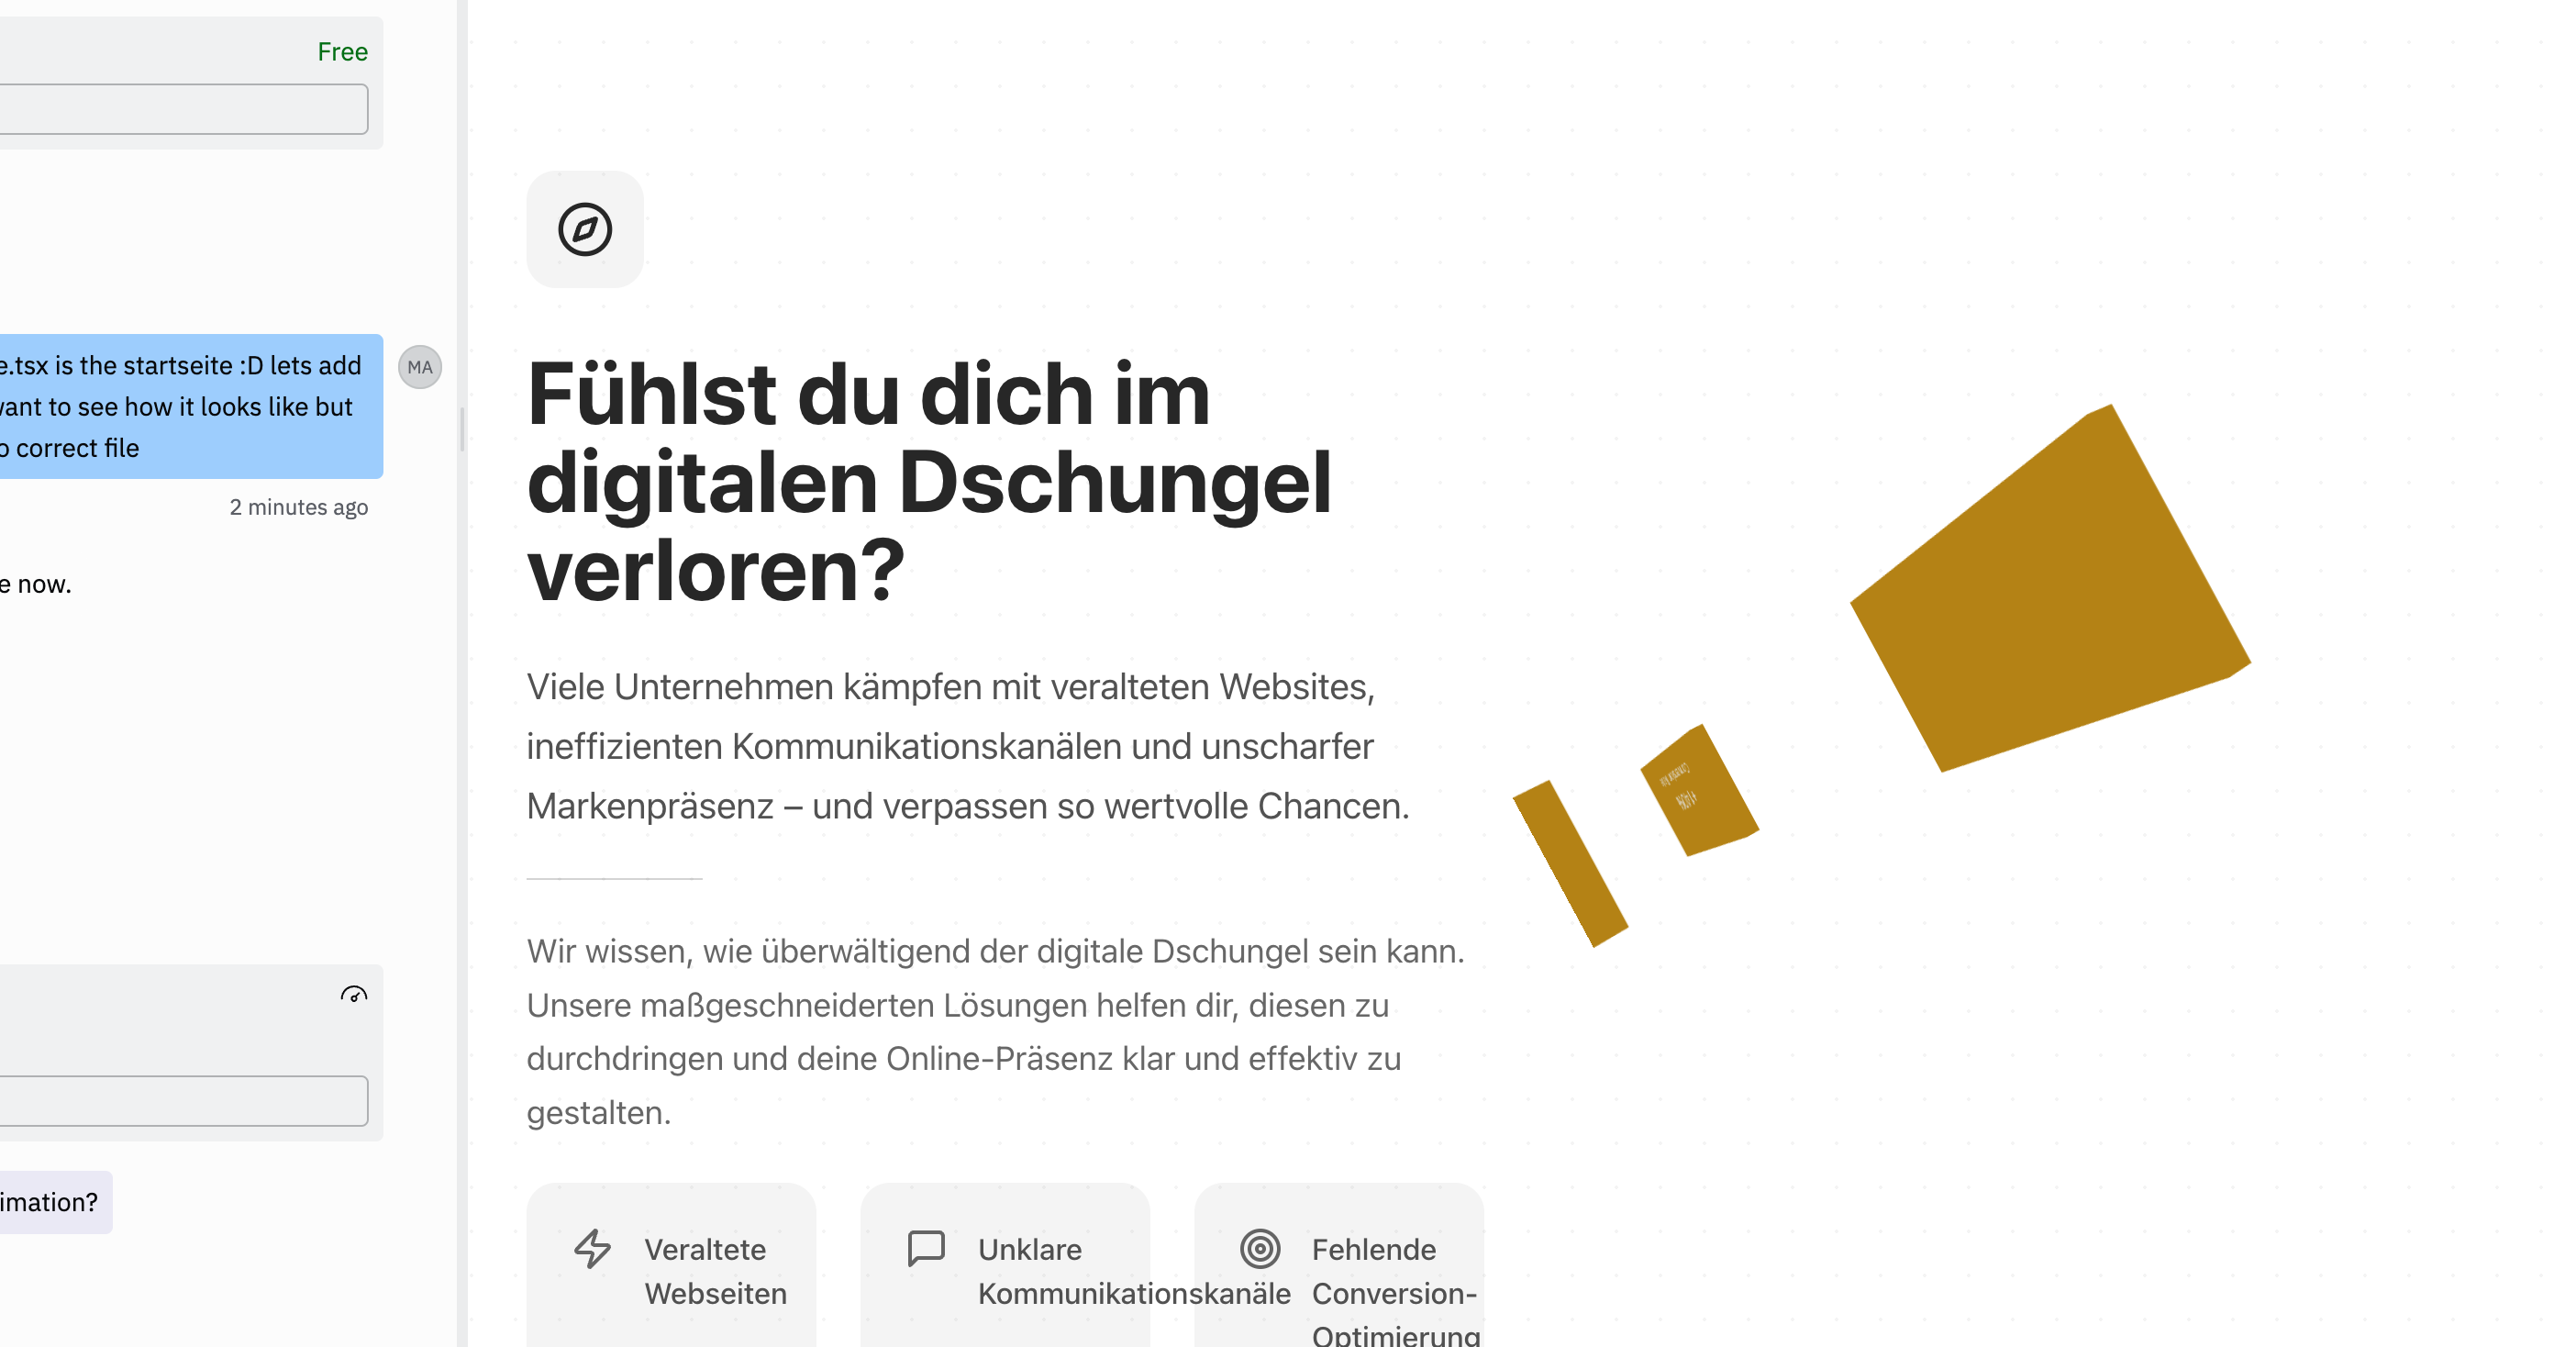 Free
e.tsx is the startseite :D lets add
vant to see how it looks like but
o correct file
MA
2 minutes ago
e now.
imation?
Fühlst du dich im
digitalen Dschungel
verloren?
Viele Unternehmen kämpfen mit veralteten Websites,
ineffizienten Kommunikationskanälen und unscharfer
Markenpräsenz – und verpassen so wertvolle Chancen.
Wir wissen, wie überwältigend der digitale Dschungel sein kann.
Unsere maßgeschneiderten Lösungen helfen dir, diesen zu
durchdringen und deine Online-Präsenz klar und effektiv zu
gestalten.
Veraltete
Webseiten
Unklare
Kommunikationskanäle
Fehlende
Conversion-
Optimierung